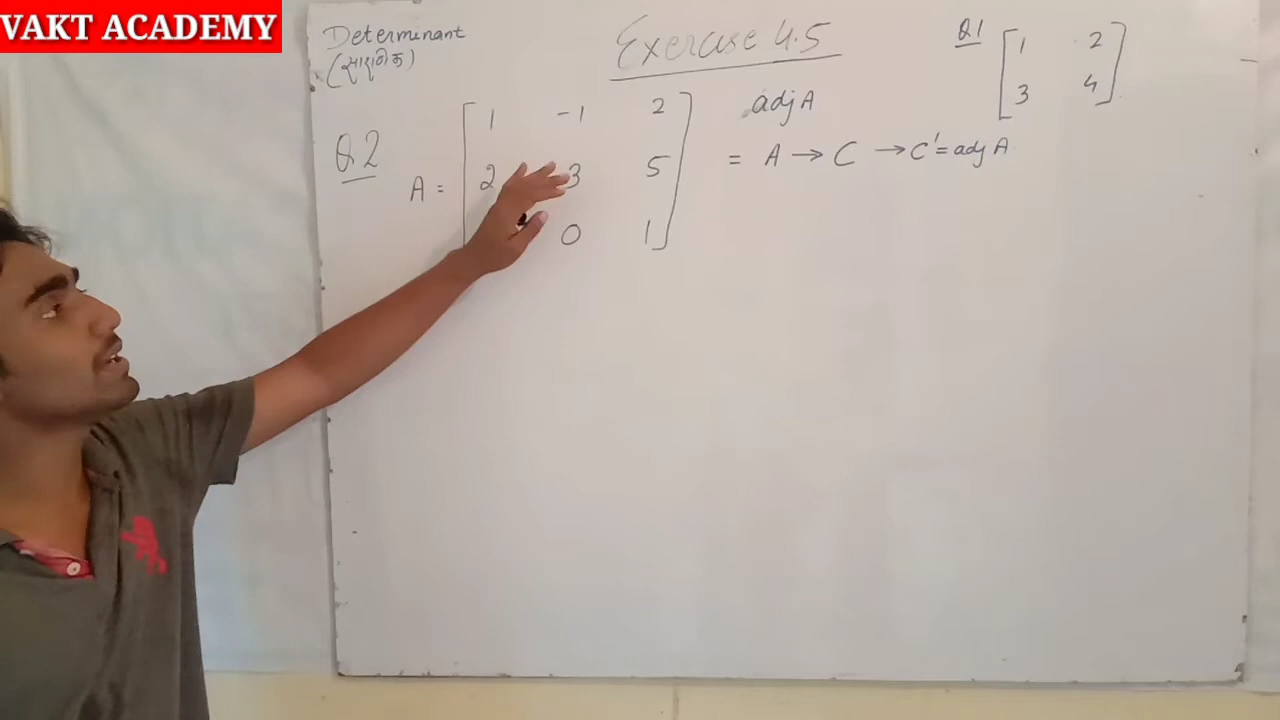 VAKT ACADEMY
Determinant
(सारणिक)
Exercise 4.5
Q1
1 2
3 4
Q2
A =
1 -1 2
2 3 5
0 1
adj A
= A → C → C' = adj A